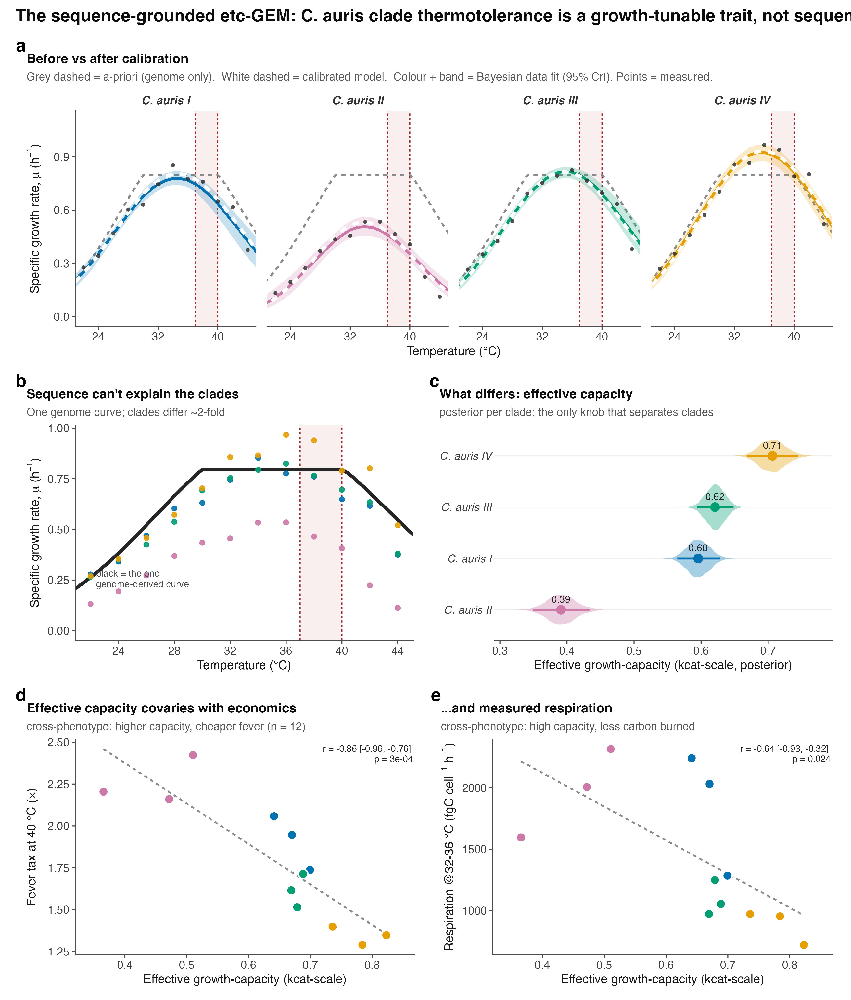 The sequence-grounded etc-GEM: C. auris clade thermotolerance is a growth-tunable trait, not sequen
a
Before vs after calibration
Grey dashed = a-priori (genome only).  White dashed = calibrated model.  Colour + band = Bayesian data fit (95% CrI). Points = measured.
C. auris I
C. auris II
C. auris III
C. auris IV
Specific growth rate, μ (h⁻¹)
0.9
0.6
0.3
0.0
24 32 40
24 32 40
24 32 40
24 32 40
Temperature (°C)
b
Sequence can't explain the clades
One genome curve; clades differ ~2-fold
Specific growth rate, μ (h⁻¹)
1.00
0.75
0.50
0.25
0.00
black = the one
genome-derived curve
24 28 32 36 40 44
Temperature (°C)
c
What differs: effective capacity
posterior per clade; the only knob that separates clades
C. auris IV
0.71
C. auris III
0.62
C. auris I
0.60
C. auris II
0.39
0.3 0.4 0.5 0.6 0.7
Effective growth-capacity (kcat-scale, posterior)
d
Effective capacity covaries with economics
cross-phenotype: higher capacity, cheaper fever (n = 12)
r = -0.86 [-0.96, -0.76]
p = 3e-04
Fever tax at 40 °C (×)
2.50
2.25
2.00
1.75
1.50
1.25
0.4 0.5 0.6 0.7 0.8
Effective growth-capacity (kcat-scale)
e
...and measured respiration
cross-phenotype: high capacity, less carbon burned
r = -0.64 [-0.93, -0.32]
p = 0.024
Respiration @32-36 °C (fgC cell⁻¹ h⁻¹)
2000
1500
1000
0.4 0.5 0.6 0.7 0.8
Effective growth-capacity (kcat-scale)